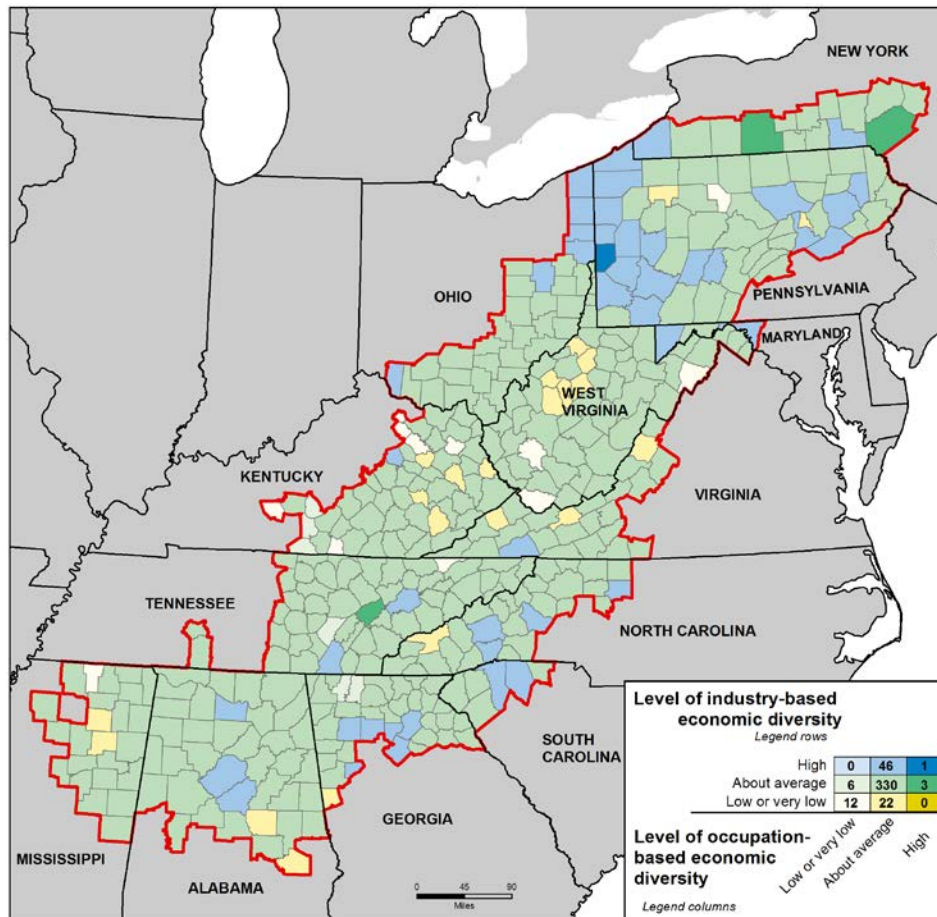 NEW YORK
OHIO
PENNSYLVANIA
MARYLAND
WEST
VIRGINIA
KENTUCKY
VIRGINIA
TENNESSEE
NORTH CAROLINA
SOUTH
CAROLINA
MISSISSIPPI
ALABAMA
GEORGIA
0 45 90
Miles
Level of industry-based
economic diversity
Legend rows
High 0 46 1
About average 6 330 3
Low or very low 12 22 0
Level of occupation-
based economic
diversity
Legend columns
Low or very low
About average
High